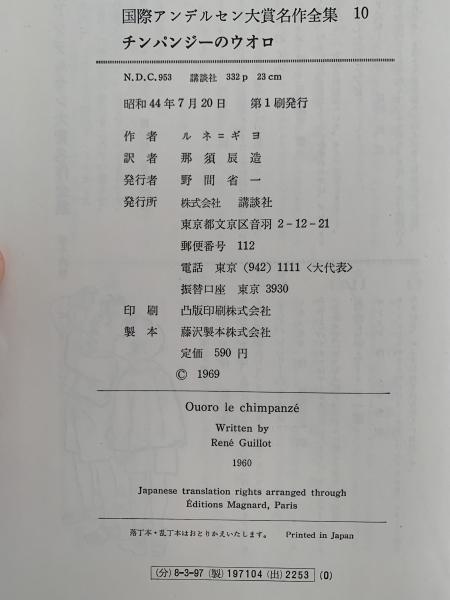 国際アンデルセン大賞名作全集 10
チンパンジーのウオロ
N.D.C.953 講談社 332p 23cm
昭和44年7月20日 第1刷発行
作者 ルネ＝ギヨ
訳者 那須辰造
発行者 野間省一
発行所 株式会社 講談社
東京都文京区音羽 2-12-21
郵便番号 112
電話 東京 (942) 1111 〈大代表〉
振替口座 東京 3930
印刷 凸版印刷株式会社
製本 藤沢製本株式会社
定価 590円
© 1969
Ouoro le chimpanzé
Written by
René Guillot
1960
Japanese translation rights arranged through
Éditions Magnard, Paris
落丁本・乱丁本はおとりかえいたします。 Printed in Japan
(分) 8-3-97 (製) 197104 (出) 2253 (0)